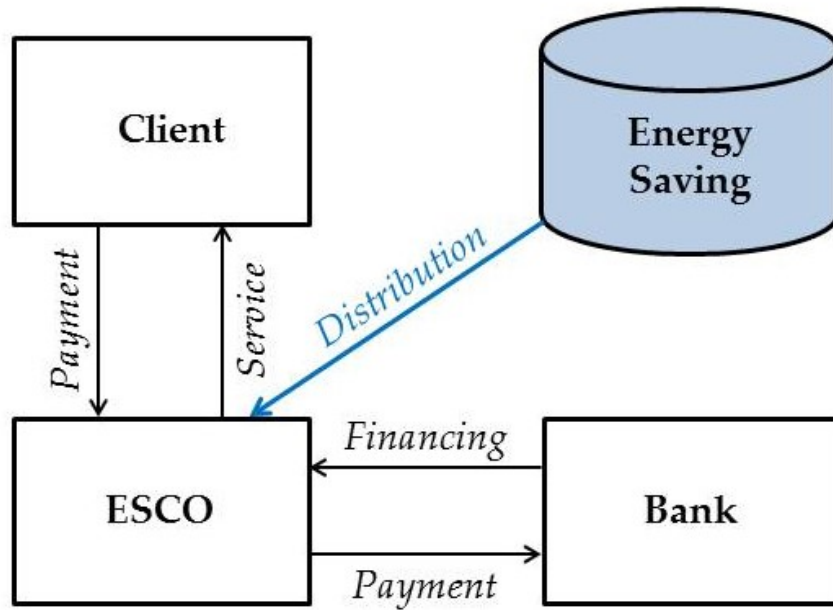 Client
Energy
Saving
Payment
Service
Distribution
Financing
ESCO
Bank
Payment